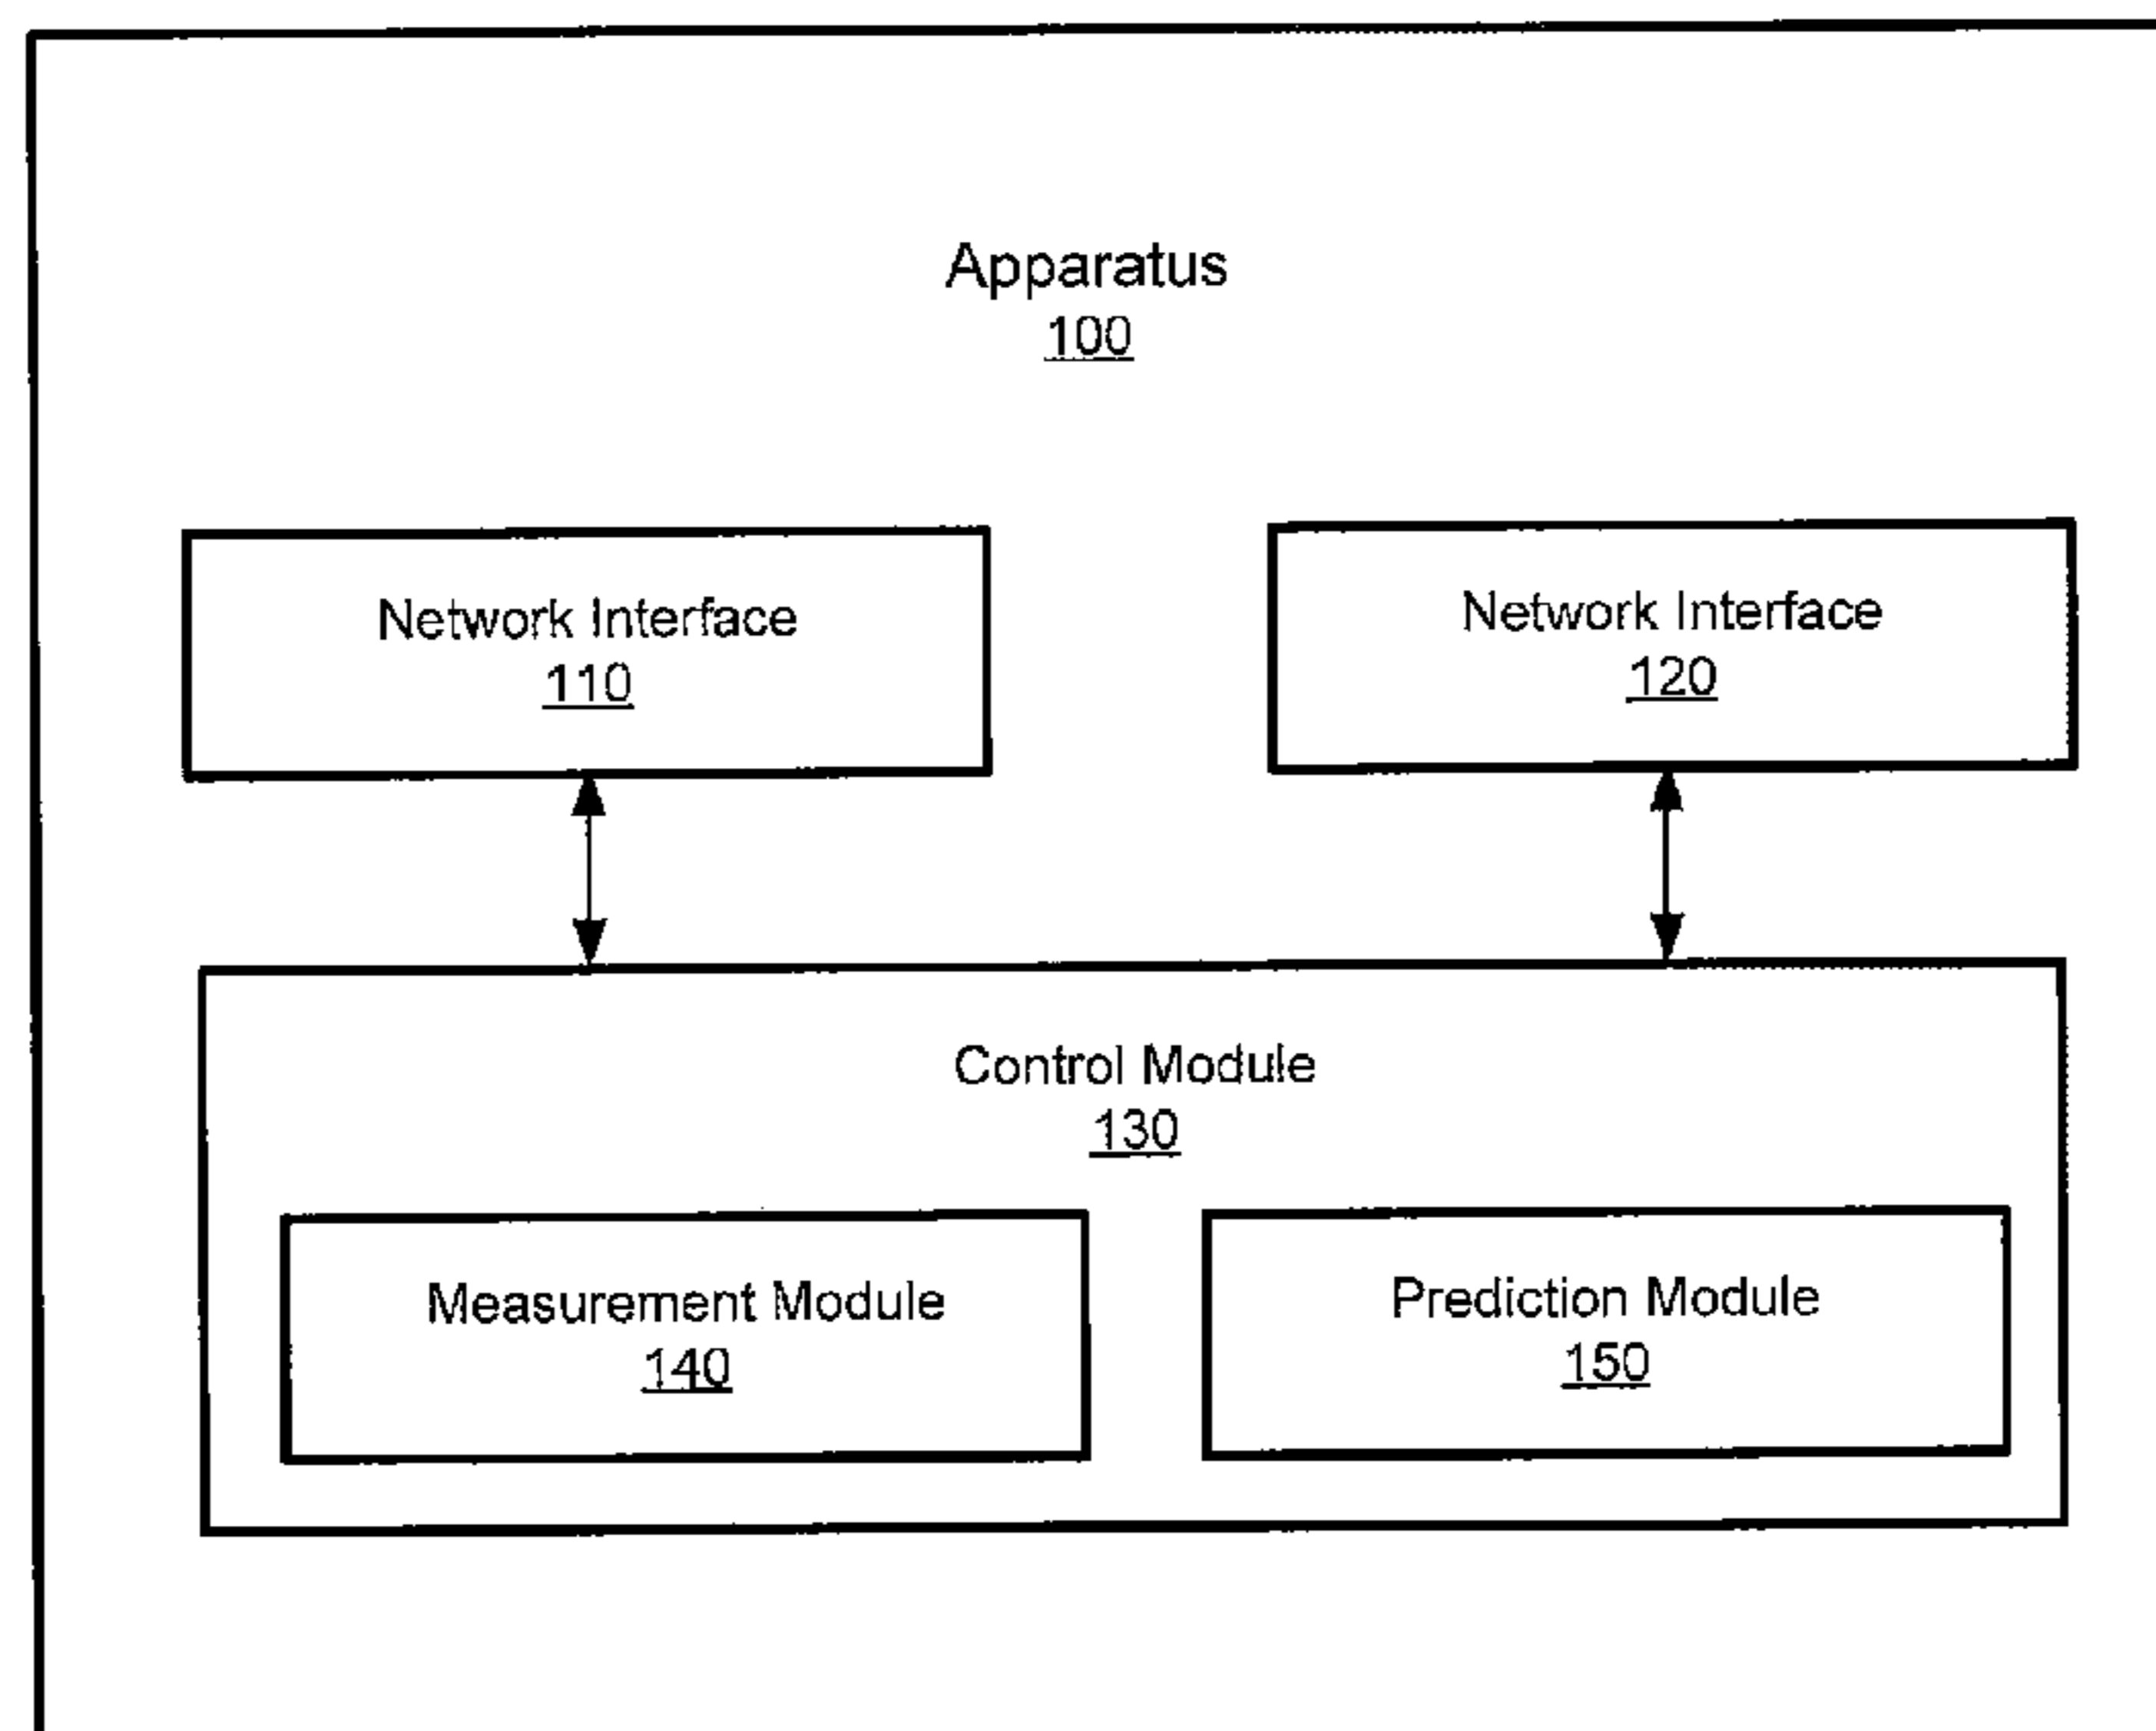 Apparatus
100
Network Interface
110
Network Interface
120
Control Module
130
Measurement Module
140
Prediction Module
150